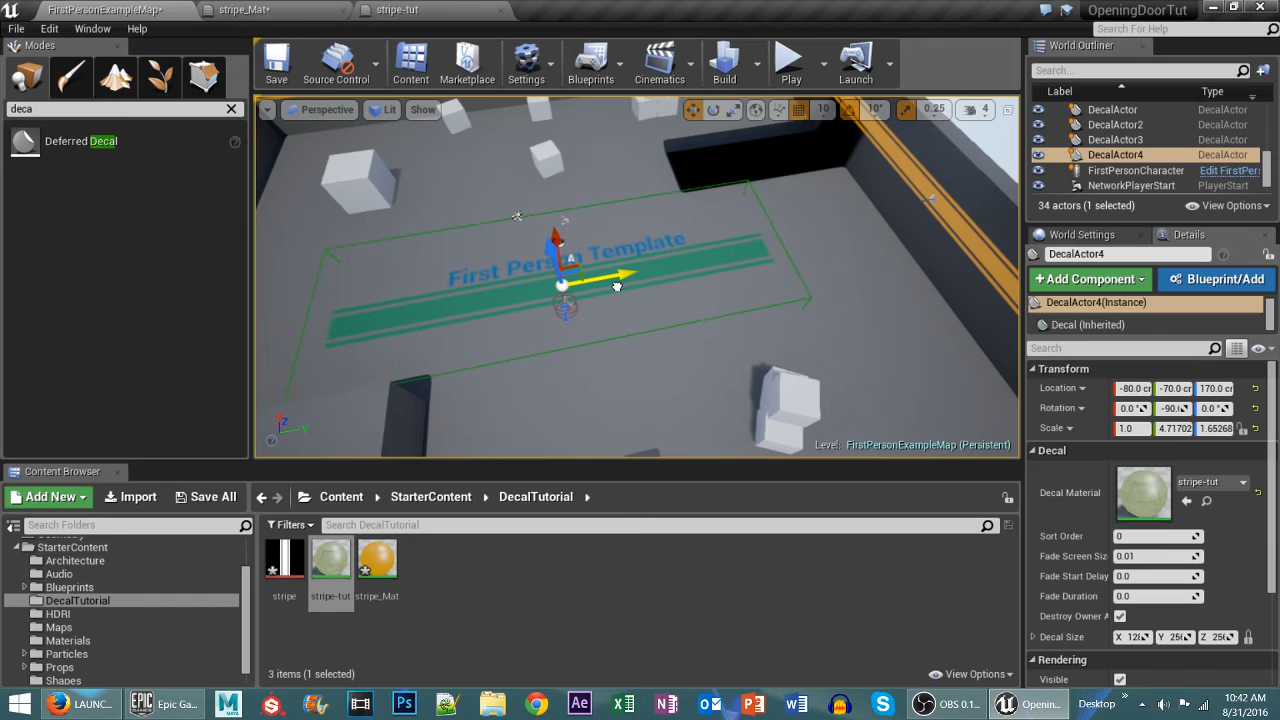 FirstPersonExampleMap*
stripe_Mat*
stripe-tut
OpeningDoorTut
File Edit Window Help
Search For Help
Modes
deca
Deferred Decal
Save
Source Control
Content
Marketplace
Settings
Blueprints
Cinematics
Build
Play
Launch
Perspective
Lit
Show
10
10°
0.25
4
First Person Template
A
Z
Y
Level: FirstPersonExampleMap (Persistent)
World Outliner
Search...
Label Type
DecalActor DecalActor
DecalActor2 DecalActor
DecalActor3 DecalActor
DecalActor4 DecalActor
FirstPersonCharacter Edit FirstPer
NetworkPlayerStart PlayerStart
34 actors (1 selected)
View Options
World Settings
Details
DecalActor4
Add Component
Blueprint/Add
DecalActor4(Instance)
Decal (Inherited)
Search
Transform
Location -80.0 cr -70.0 cr 170.0 cr
Rotation 0.0 ° -90.( 0.0 °
Scale 1.0 4.71702 1.65268
Decal
Decal Material
stripe-tut
Sort Order 0
Fade Screen Siz 0.01
Fade Start Delay 0.0
Fade Duration 0.0
Destroy Owner A
Decal Size X 128 Y 256 Z 256
Rendering
Visible
Content Browser
Add New
Import
Save All
Content
StarterContent
DecalTutorial
Search Folders
Filters
Search DecalTutorial
StarterContent
Architecture
Audio
Blueprints
DecalTutorial
HDRI
Maps
Materials
Particles
Props
Shapes
stripe
stripe-tut
stripe_Mat
3 items (1 selected)
View Options
LAUNC...
Epic Ga...
OBS 0.1...
Openin...
Desktop
10:42 AM
8/31/2016